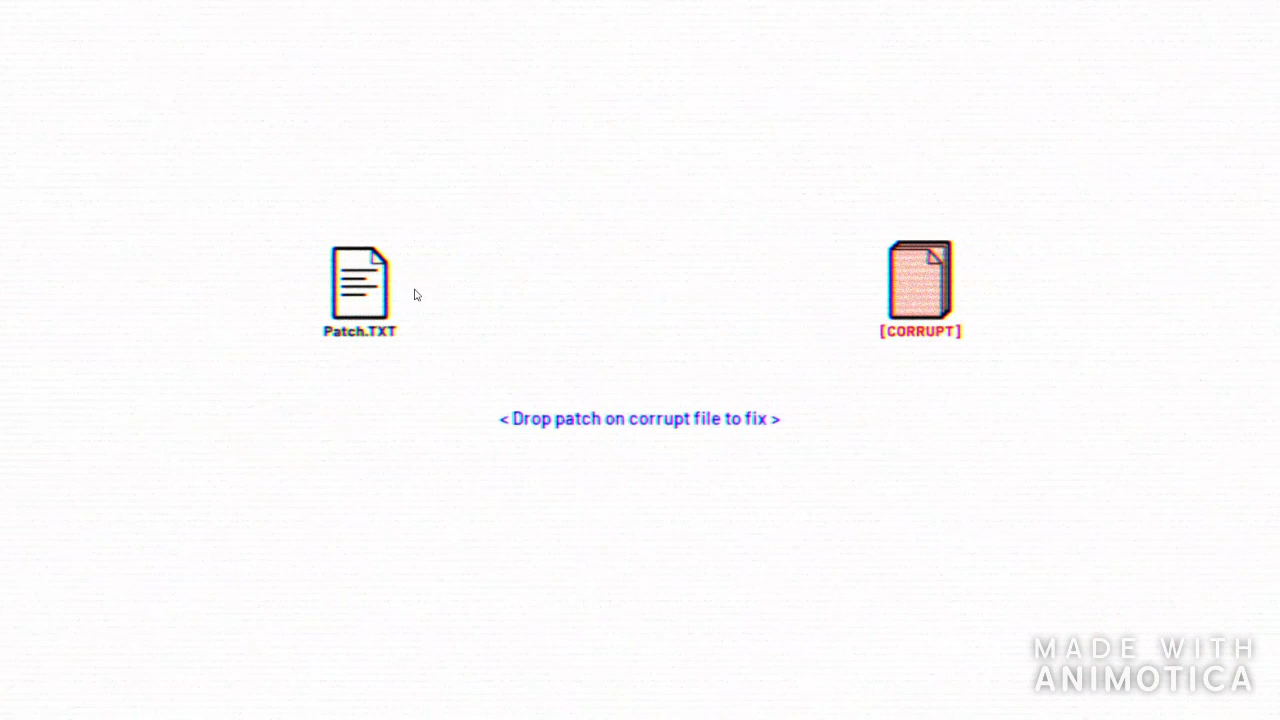 Patch.TXT
[CORRUPT]
< Drop patch on corrupt file to fix >
MADE WITH
ANIMOTICA